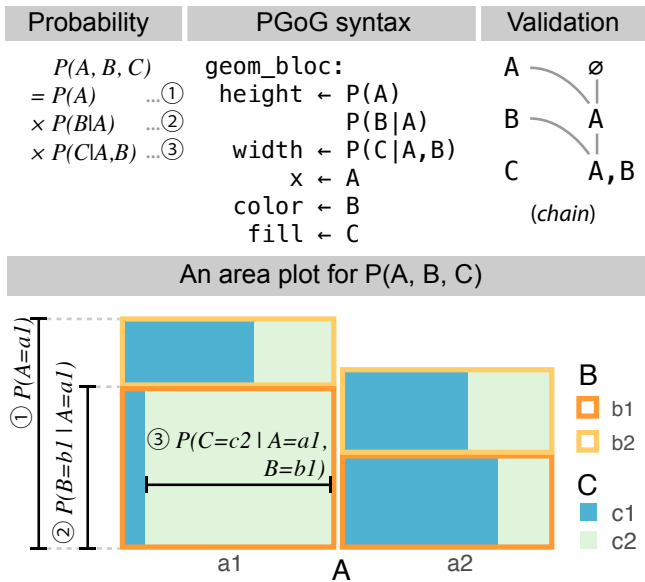 Probability
PGoG syntax
Validation
P(A, B, C)
= P(A) ...①
× P(B|A) ...②
× P(C|A,B) ...③
geom_bloc:
height ← P(A)
P(B|A)
width ← P(C|A,B)
x ← A
color ← B
fill ← C
A ∅
B A
C A,B
(chain)
An area plot for P(A, B, C)
① P(A=a1)
② P(B=b1 | A=a1)
③ P(C=c2 | A=a1,
B=b1)
B
b1
b2
C
c1
c2
a1
a2
A